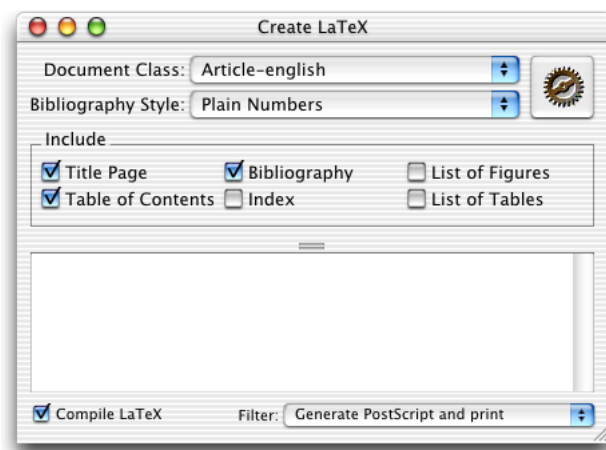 Create LaTeX
Document Class: Article-english
Bibliography Style: Plain Numbers
Include
Title Page Bibliography List of Figures
Table of Contents Index List of Tables
Compile LaTeX Filter: Generate PostScript and print